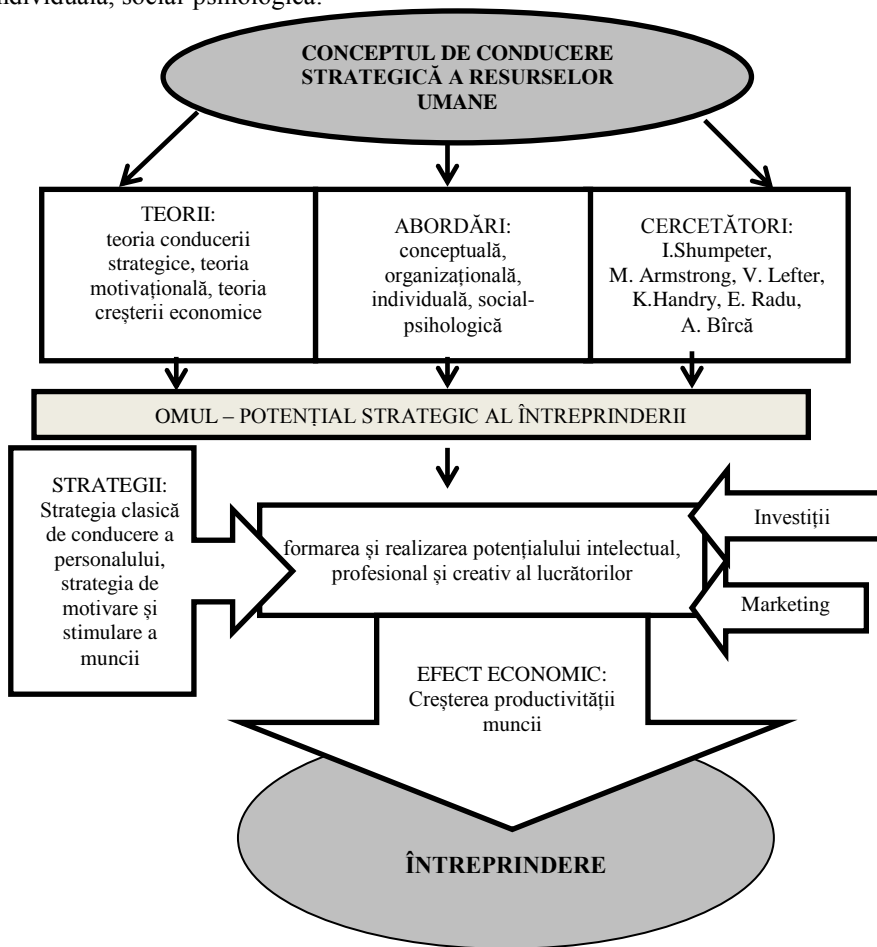 individuală, social-psihologică.
CONCEPTUL DE CONDUCERE
STRATEGICĂ A RESURSELOR
UMANE
TEORII:
teoria conducerii
strategice, teoria
motivațională, teoria
creșterii economice
ABORDĂRI:
conceptuală,
organizațională,
individuală, social-
psihologică
CERCETĂTORI:
I.Shumpeter,
M. Armstrong, V. Lefter,
K.Handry, E. Radu,
A. Bîrcă
OMUL – POTENȚIAL STRATEGIC AL ÎNTREPRINDERII
STRATEGII:
Strategia clasică
de conducere a
personalului,
strategia de
motivare și
stimulare a
muncii
formarea și realizarea potențialului intelectual,
profesional și creativ al lucrătorilor
Investiții
Marketing
EFECT ECONOMIC:
Creșterea productivității
muncii
ÎNTREPRINDERE